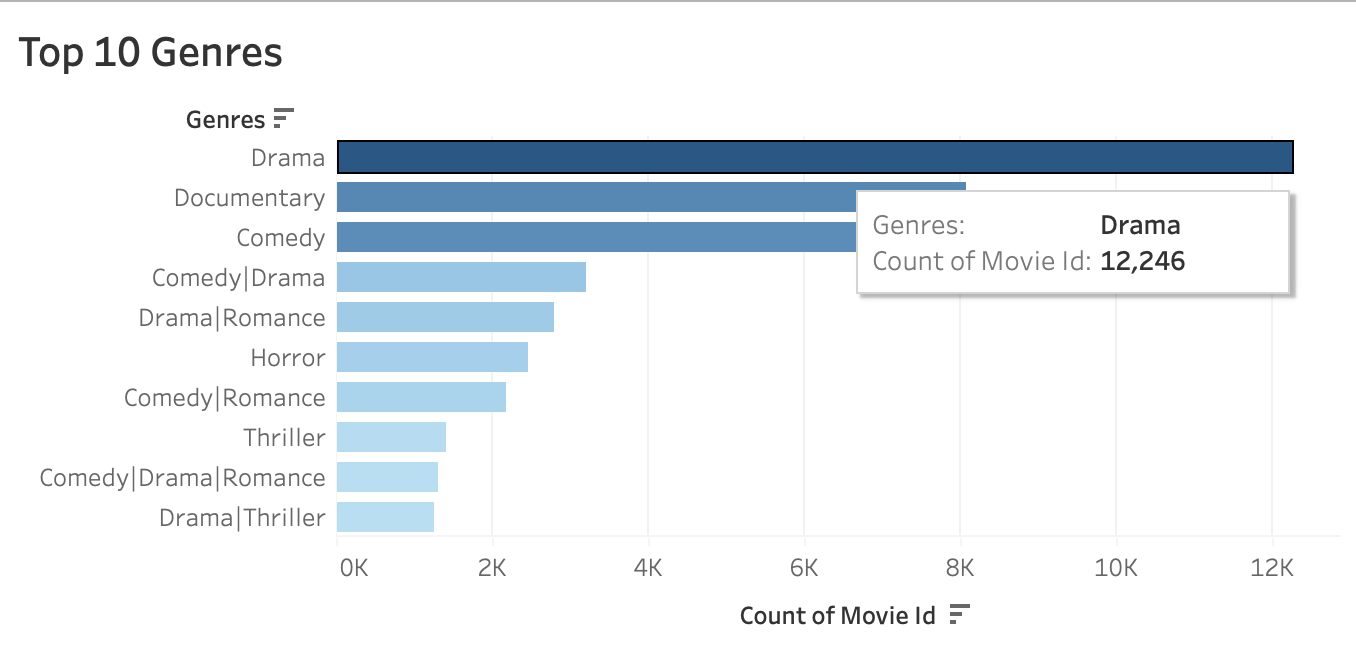 Top 10 Genres
Genres
Drama
Documentary
Comedy
Comedy|Drama
Drama|Romance
Horror
Comedy|Romance
Thriller
Comedy|Drama|Romance
Drama|Thriller
Genres: Drama
Count of Movie Id: 12,246
0K 2K 4K 6K 8K 10K 12K
Count of Movie Id